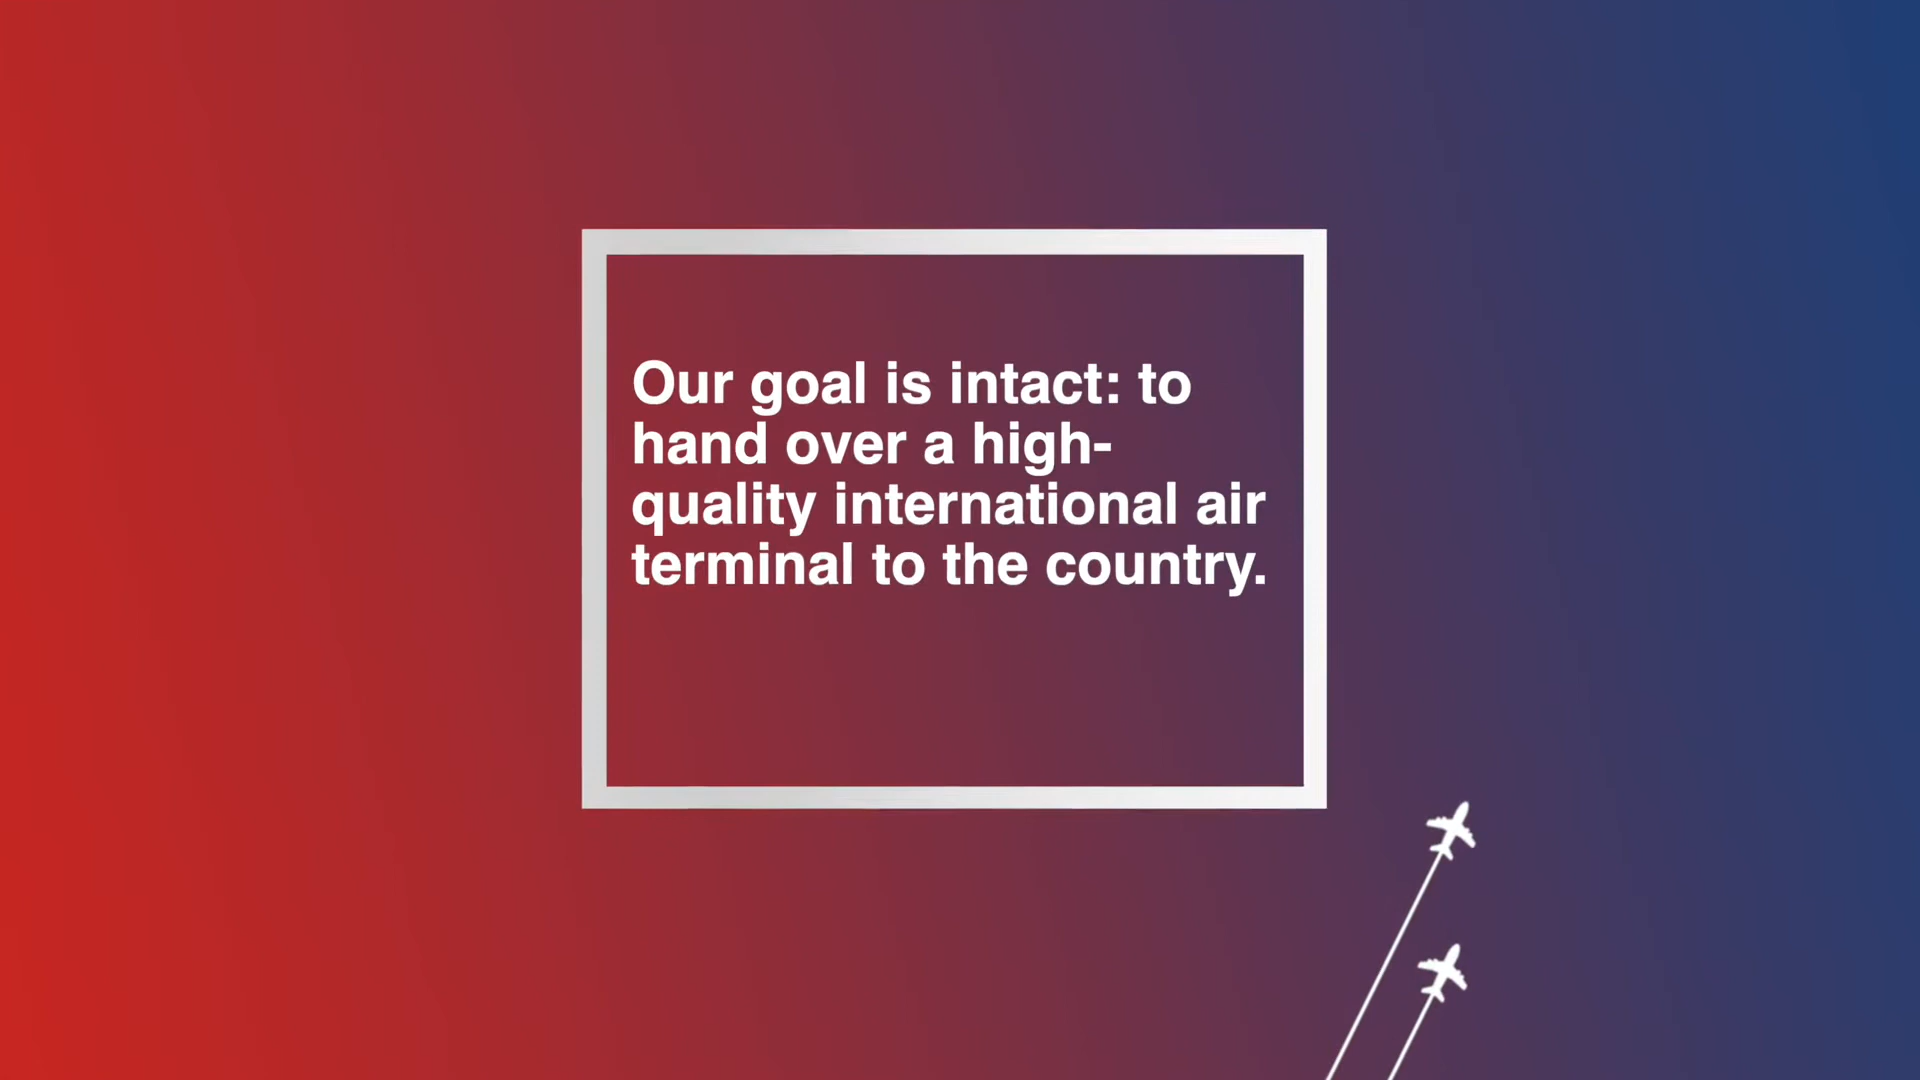 Our goal is intact: to
hand over a high-
quality international air
terminal to the country.